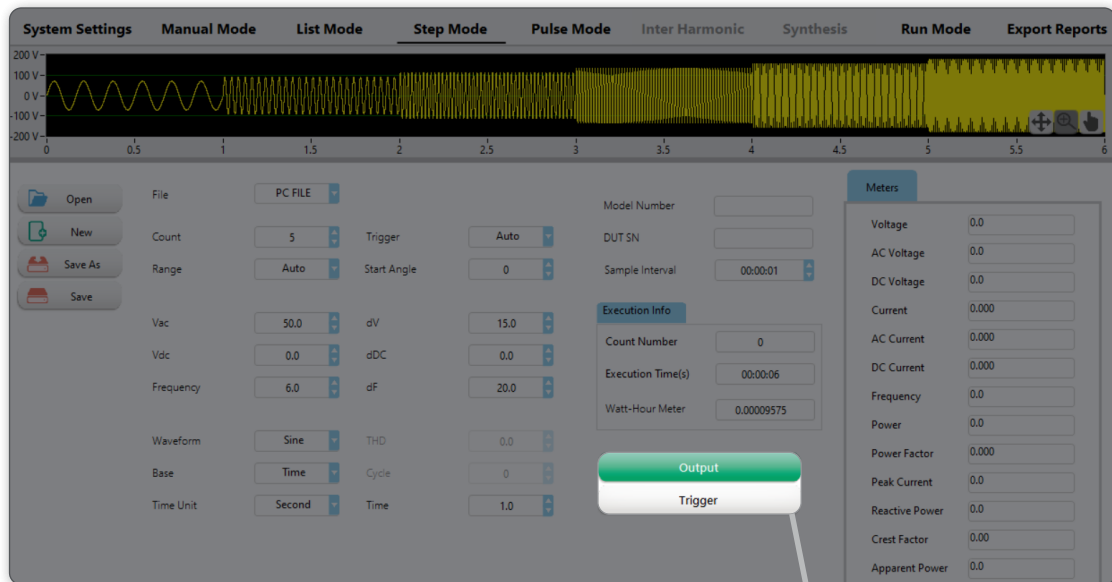 System Settings Manual Mode List Mode Step Mode Pulse Mode Inter Harmonic Synthesis Run Mode Export Reports
200 V
100 V
0 V
-100 V
-200 V
0 0.5 1 1.5 2 2.5 3 3.5 4 4.5 5 5.5 6
Open
New
Save As
Save
File PC FILE
Count 5 Trigger Auto
Range Auto Start Angle 0
Vac 50.0 dV 15.0
Vdc 0.0 dDC 0.0
Frequency 6.0 dF 20.0
Waveform Sine THD 0.0
Base Time Cycle 0
Time Unit Second Time 1.0
Model Number
DUT SN
Sample Interval 00:00:01
Execution Info
Count Number 0
Execution Time(s) 00:00:06
Watt-Hour Meter 0.00009575
Output
Trigger
Meters
Voltage 0.0
AC Voltage 0.0
DC Voltage 0.0
Current 0.000
AC Current 0.000
DC Current 0.000
Frequency 0.0
Power 0.0
Power Factor 0.000
Peak Current 0.0
Reactive Power 0.0
Crest Factor 0.00
Apparent Power 0.0